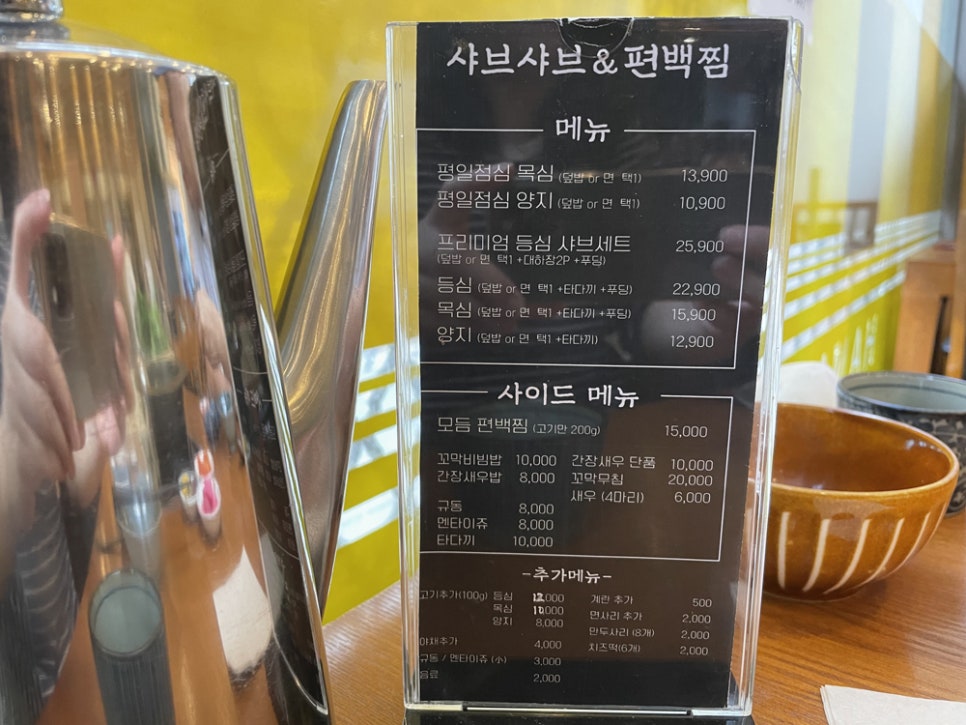 샤브샤브&편백찜
메뉴
평일점심 목심 (덮밥 or 면 택1) 13,900
평일점심 양지 (덮밥 or 면 택1) 10,900
프리미엄 등심 샤브세트 25,900
(덮밥 or 면 택1 +대하장2P +푸딩)
등심 (덮밥 or 면 택1 +타다끼 +푸딩) 22,900
목심 (덮밥 or 면 택1 +타다끼 +푸딩) 15,900
양지 (덮밥 or 면 택1 +타다끼) 12,900
사이드 메뉴
모듬 편백찜 (고기만 200g) 15,000
꼬막비빔밥 10,000 간장새우 단품 10,000
간장새우밥 8,000 꼬막무침 20,000
새우 (4마리) 6,000
규동 8,000
멘타이쥬 8,000
타다끼 10,000
-추가메뉴-
고기추가(100g) 등심 12,000 계란 추가 500
목심 10,000 면사리 추가 2,000
양지 8,000 만두사리 (8개) 2,000
야채추가 4,000 치즈떡(6개) 2,000
규동 / 멘타이쥬 (小) 3,000
음료 2,000